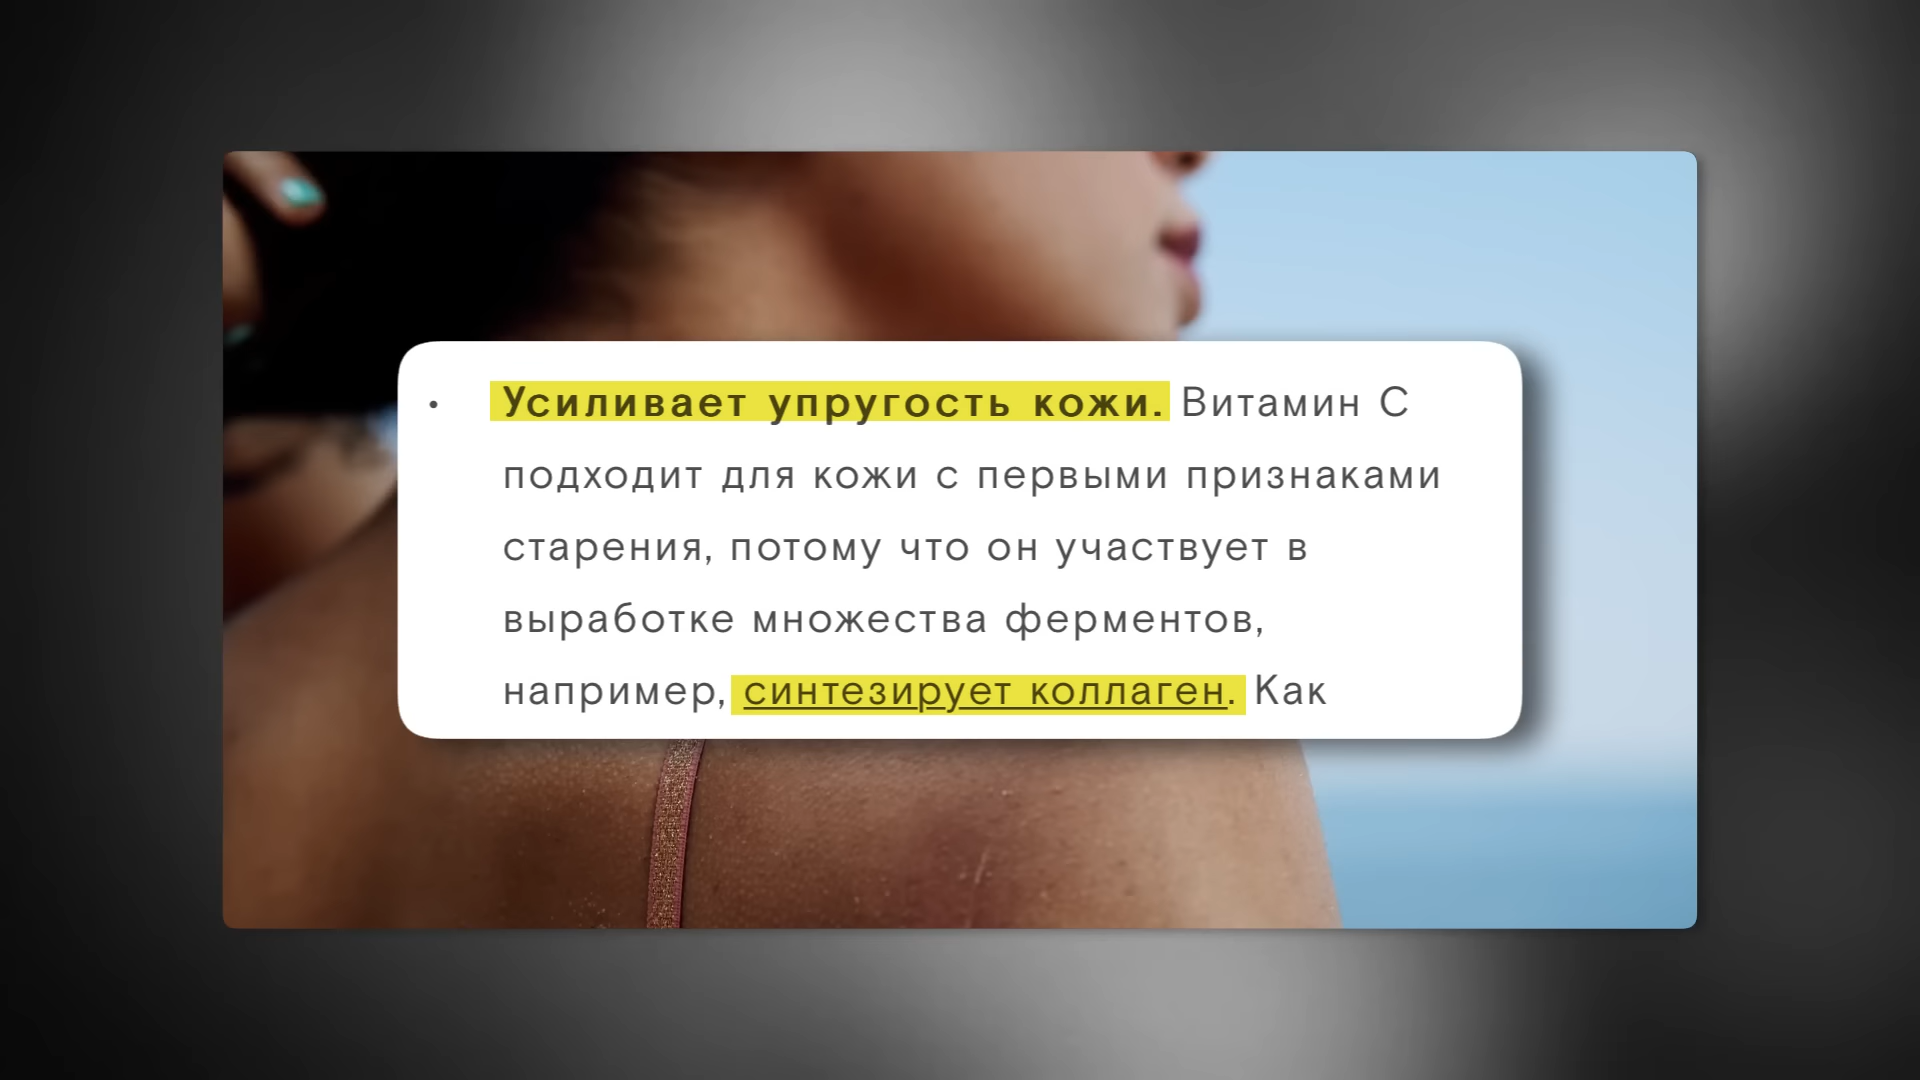 • Усиливает упругость кожи. Витамин С
подходит для кожи с первыми признаками
старения, потому что он участвует в
выработке множества ферментов,
например, синтезирует коллаген. Как